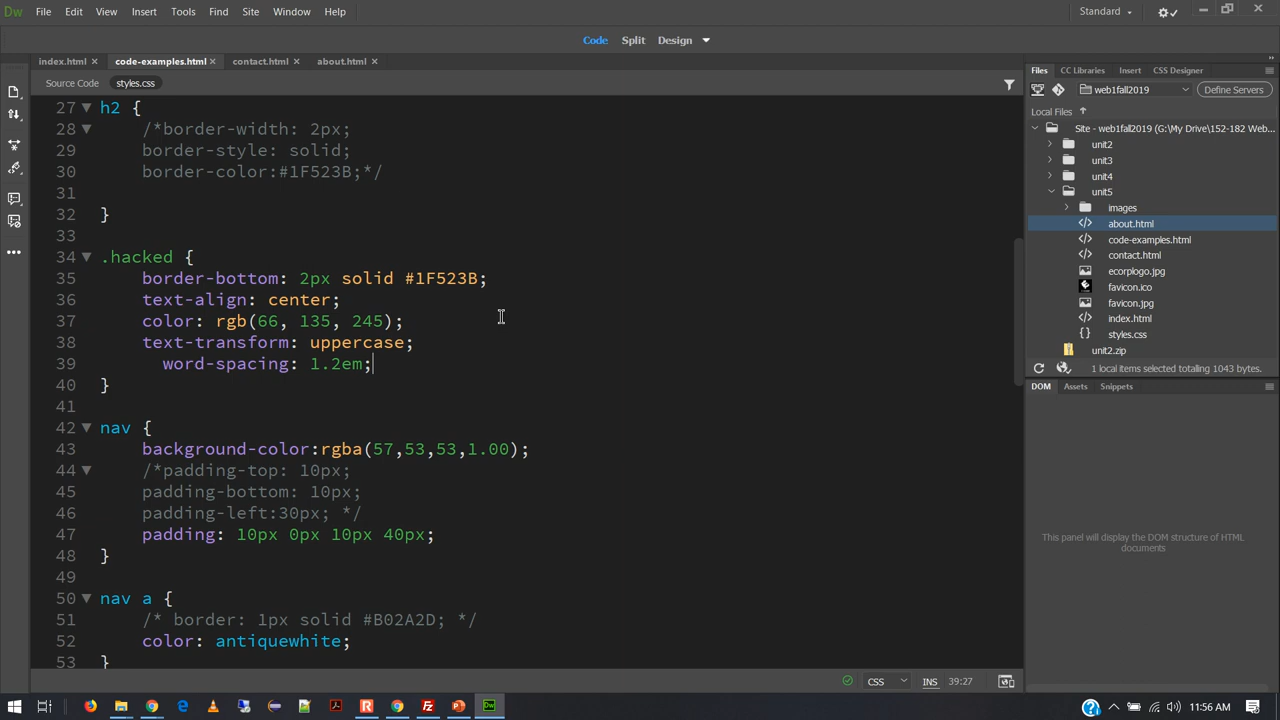 Dw File Edit View Insert Tools Find Site Window Help Standard
Code Split Design
index.html code-examples.html contact.html about.html
Source Code styles.css
27 h2 {
28 /*border-width: 2px;
29 border-style: solid;
30 border-color:#1F523B;*/
31
32 }
33
34 .hacked {
35 border-bottom: 2px solid #1F523B;
36 text-align: center;
37 color: rgb(66, 135, 245);
38 text-transform: uppercase;
39 word-spacing: 1.2em;
40 }
41
42 nav {
43 background-color:rgba(57,53,53,1.00);
44 /*padding-top: 10px;
45 padding-bottom: 10px;
46 padding-left:30px; */
47 padding: 10px 0px 10px 40px;
48 }
49
50 nav a {
51 /* border: 1px solid #B02A2D; */
52 color: antiquewhite;
53 }
CSS INS 39:27
Files CC Libraries Insert CSS Designer
web1fall2019 Define Servers
Local Files
Site - web1fall2019 (G:\My Drive\152-182 Web...
unit2
unit3
unit4
unit5
images
about.html
code-examples.html
contact.html
ecorplogo.jpg
favicon.ico
favicon.jpg
index.html
styles.css
unit2.zip
1 local items selected totalling 1043 bytes.
DOM Assets Snippets
This panel will display the DOM structure of HTML
documents
11:56 AM